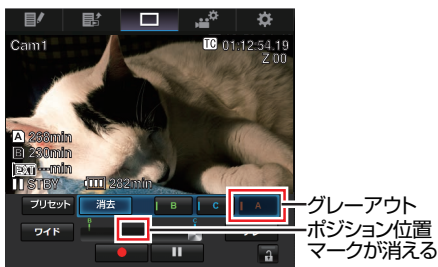 Cam1
TC 01:12:54.19
Z 00
A 268min
B 230min
EXT ---min
STBY
282min
プリセット
消去
B
C
A
グレーアウト
ワイド
B
C
ポジション位置
マークが消える